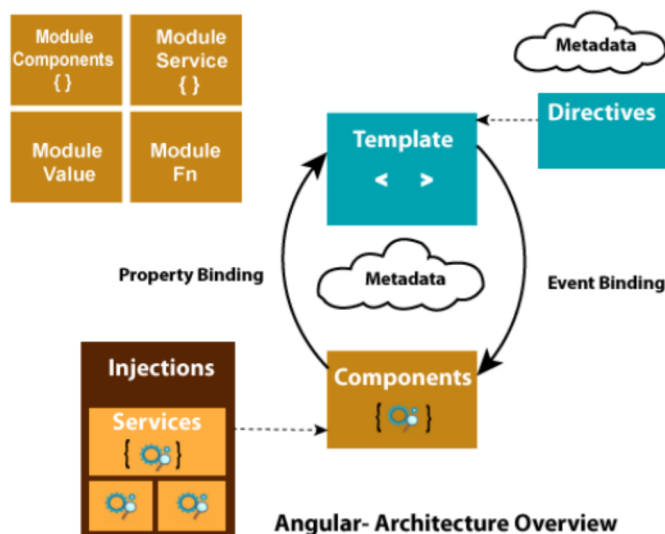 Module
Components
{ }
Module
Service
{ }
Module
Value
Module
Fn
Metadata
Directives
Template
< >
Property Binding
Metadata
Event Binding
Injections
Services
{ }
Components
{ }
Angular- Architecture Overview